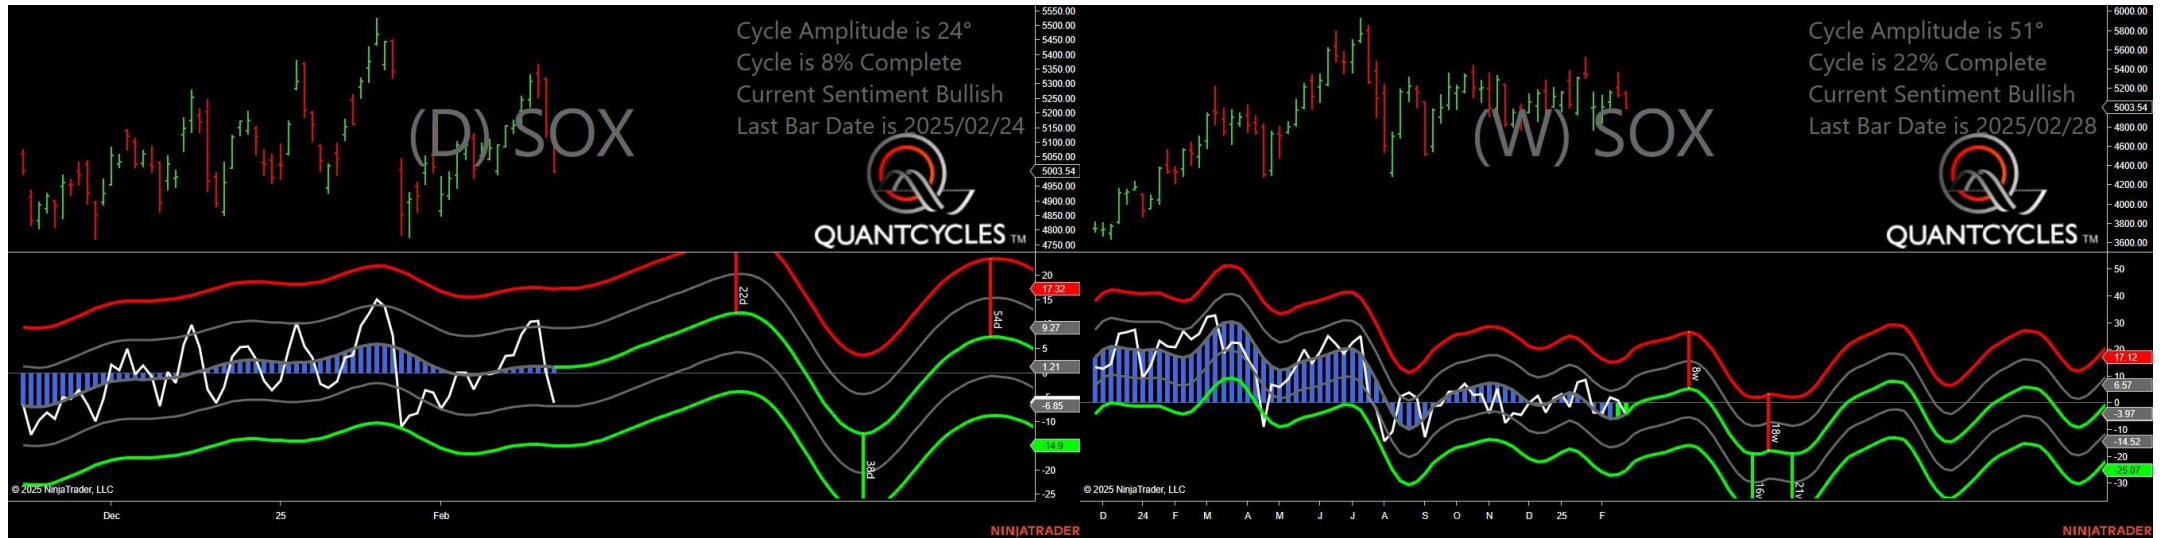 Cycle Amplitude is 24°
Cycle is 8% Complete
Current Sentiment Bullish
Last Bar Date is 2025/02/24
(D) SOX
QUANTCYCLES TM
5550.00
5500.00
5450.00
5400.00
5350.00
5300.00
5250.00
5200.00
5150.00
5100.00
5050.00
5003.54
4950.00
4900.00
4850.00
4800.00
4750.00
22d
38d
54d
20
17.32
15
9.27
5
1.21
0
-6.85
-10
-14.9
-20
-25
© 2025 NinjaTrader, LLC
Dec
25
Feb
NINJATRADER
Cycle Amplitude is 51°
Cycle is 22% Complete
Current Sentiment Bullish
Last Bar Date is 2025/02/28
(W) SOX
QUANTCYCLES TM
6000.00
5800.00
5600.00
5400.00
5200.00
5003.54
4800.00
4600.00
4400.00
4200.00
4000.00
3800.00
3600.00
8w
18w
50
40
30
20
17.12
10
6.57
0
-3.97
-10
-14.52
-20
-25.07
-30
© 2025 NinjaTrader, LLC
D
24
F
M
A
M
J
J
A
S
O
N
D
25
F
NINJATRADER